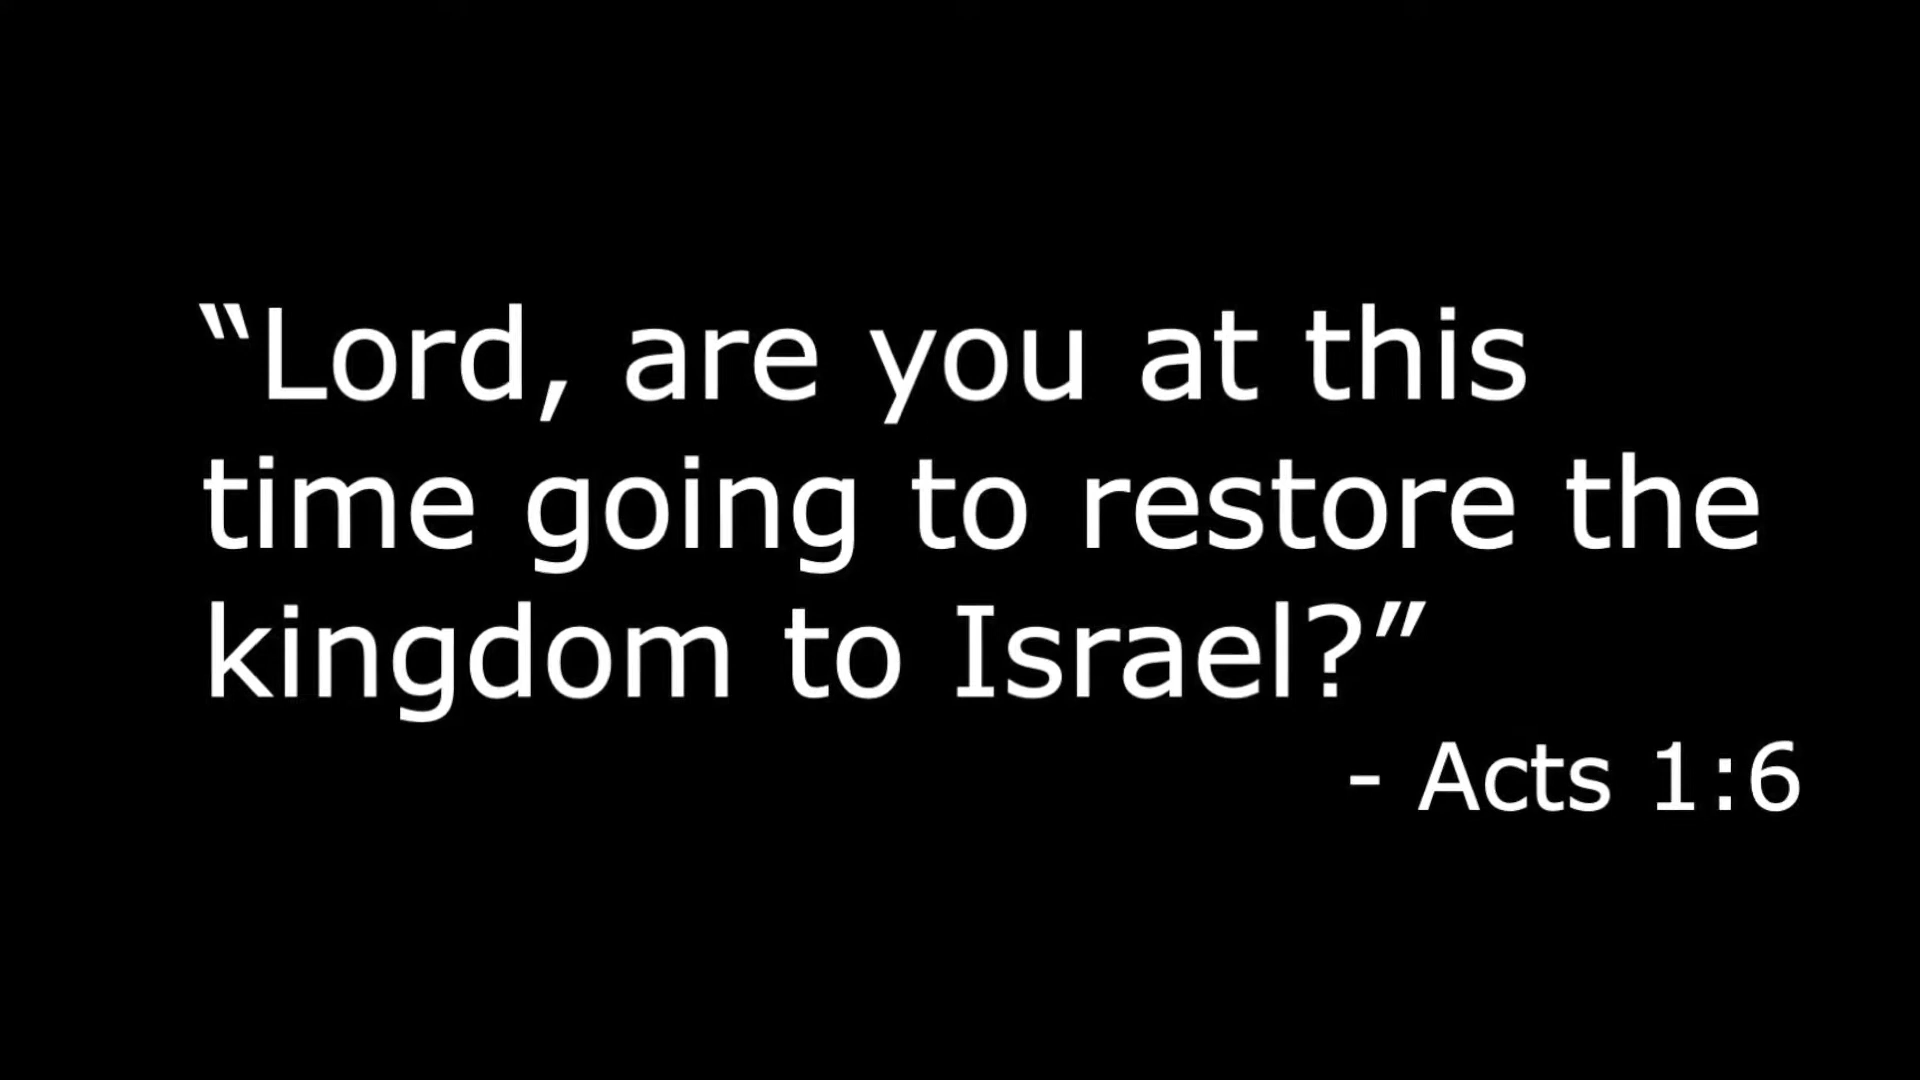 “Lord, are you at this
time going to restore the
kingdom to Israel?”
- Acts 1:6